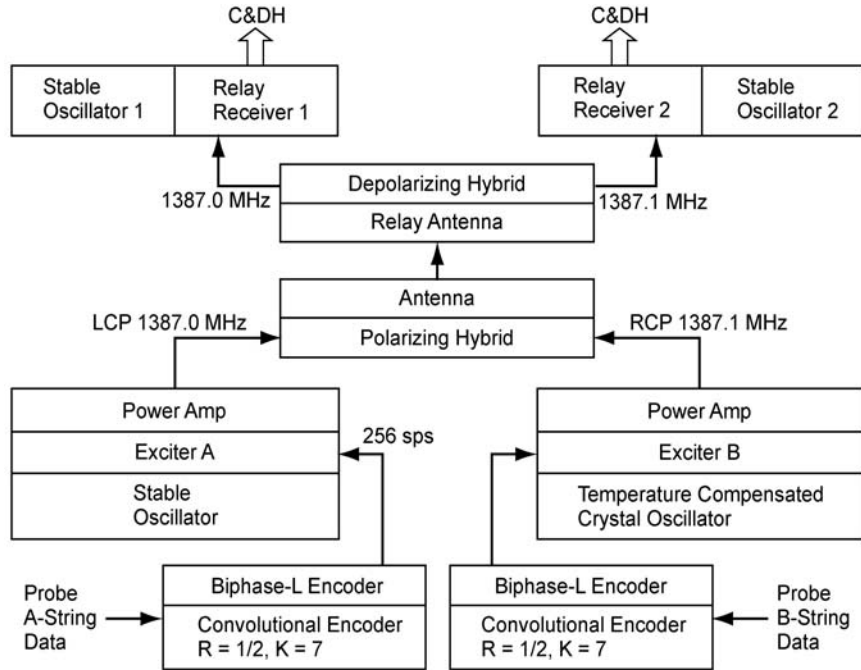 C&DH
C&DH
Stable
Oscillator 1
Relay
Receiver 1
Relay
Receiver 2
Stable
Oscillator 2
Depolarizing Hybrid
1387.0 MHz
1387.1 MHz
Relay Antenna
Antenna
LCP 1387.0 MHz
RCP 1387.1 MHz
Polarizing Hybrid
Power Amp
Exciter A
Stable
Oscillator
256 sps
Power Amp
Exciter B
Temperature Compensated
Crystal Oscillator
Probe
A-String
Data
Biphase-L Encoder
Convolutional Encoder
R = 1/2, K = 7
Biphase-L Encoder
Convolutional Encoder
R = 1/2, K = 7
Probe
B-String
Data